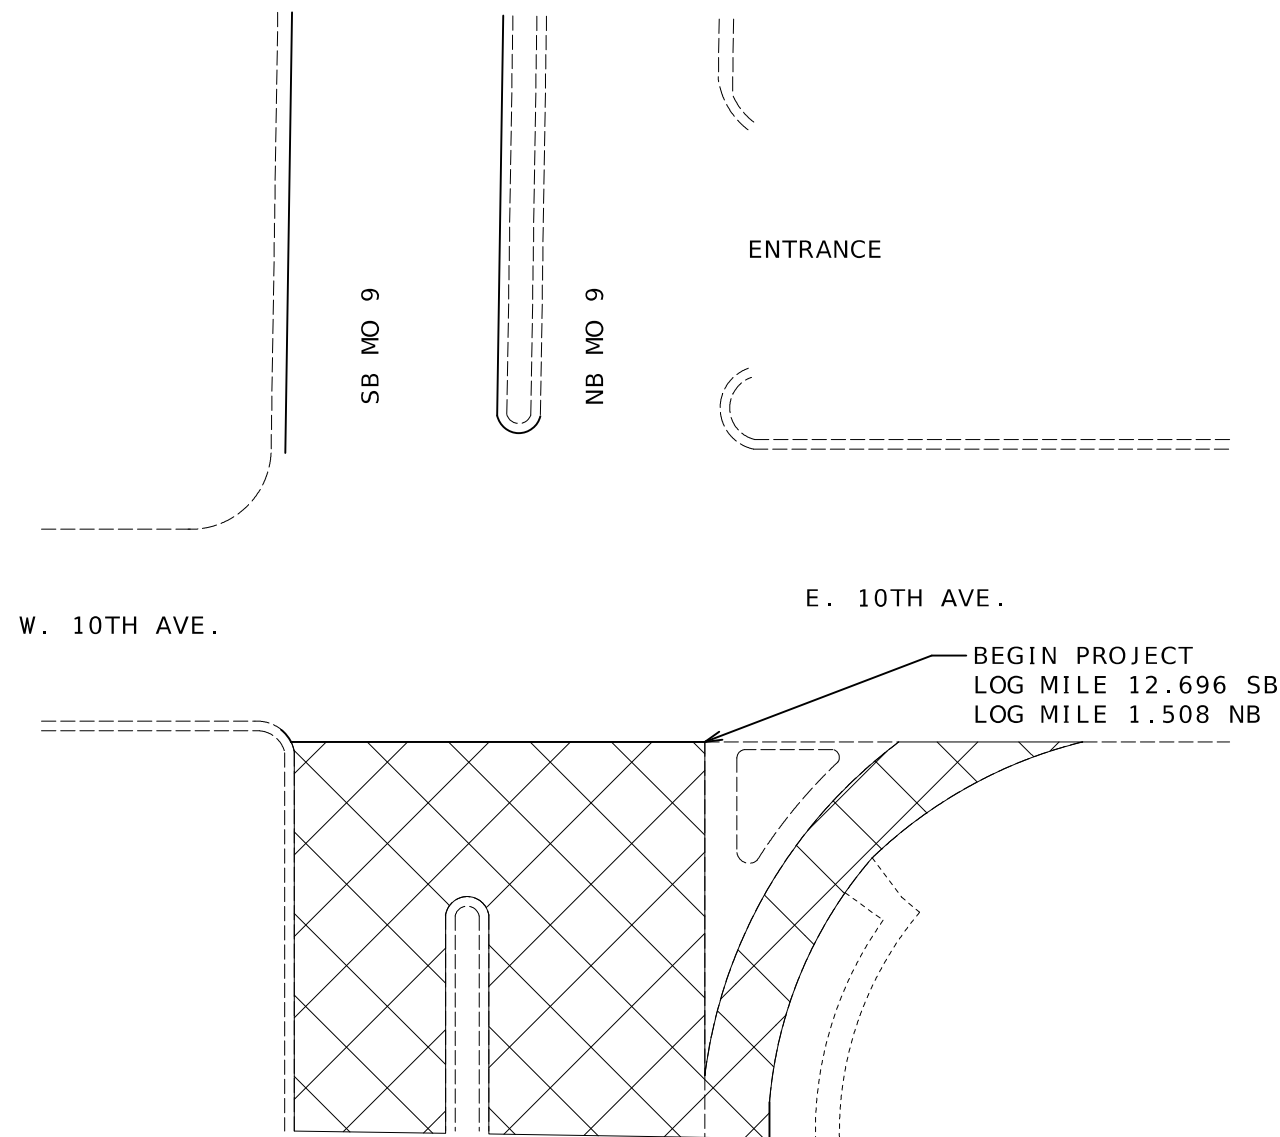 ENTRANCE
SB MO 9
NB MO 9
E. 10TH AVE.
W. 10TH AVE.
BEGIN PROJECT
LOG MILE 12.696 SB
LOG MILE 1.508 NB